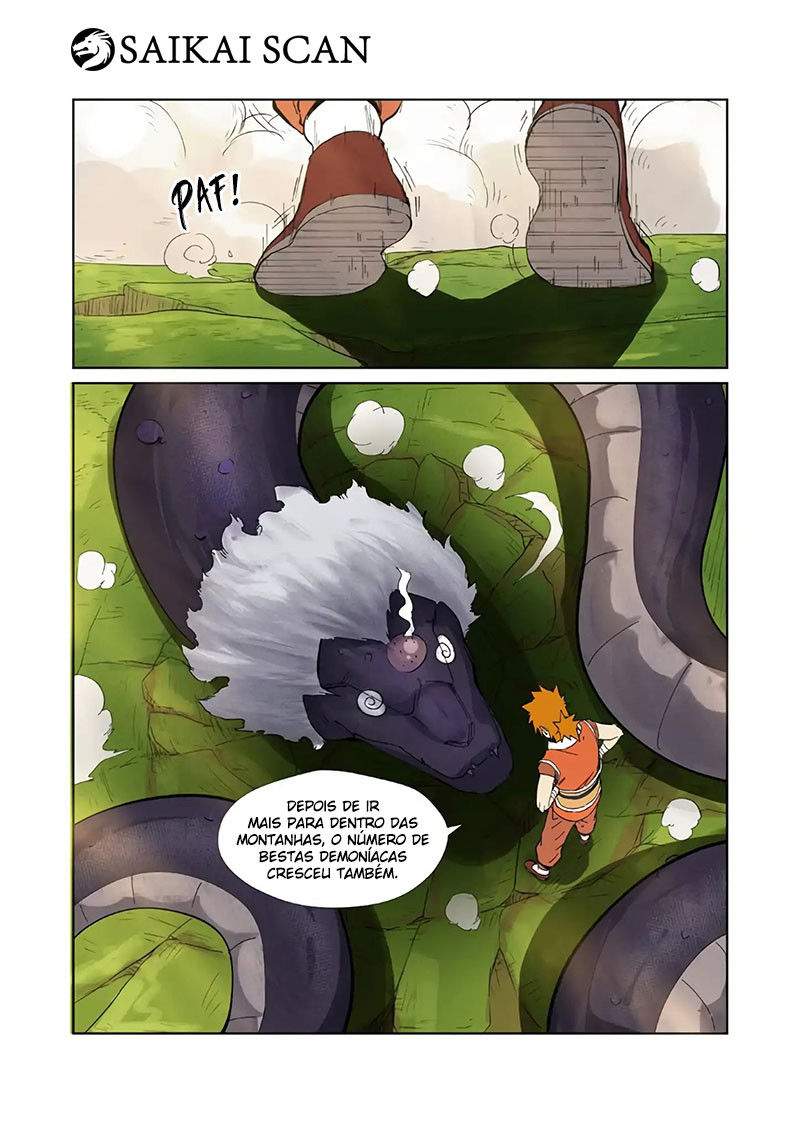 SAIKAI SCAN
PAF!
DEPOIS DE IR
MAIS PARA DENTRO DAS
MONTANHAS, O NÚMERO DE
BESTAS DEMONÍACAS
CRESCEU TAMBÉM.